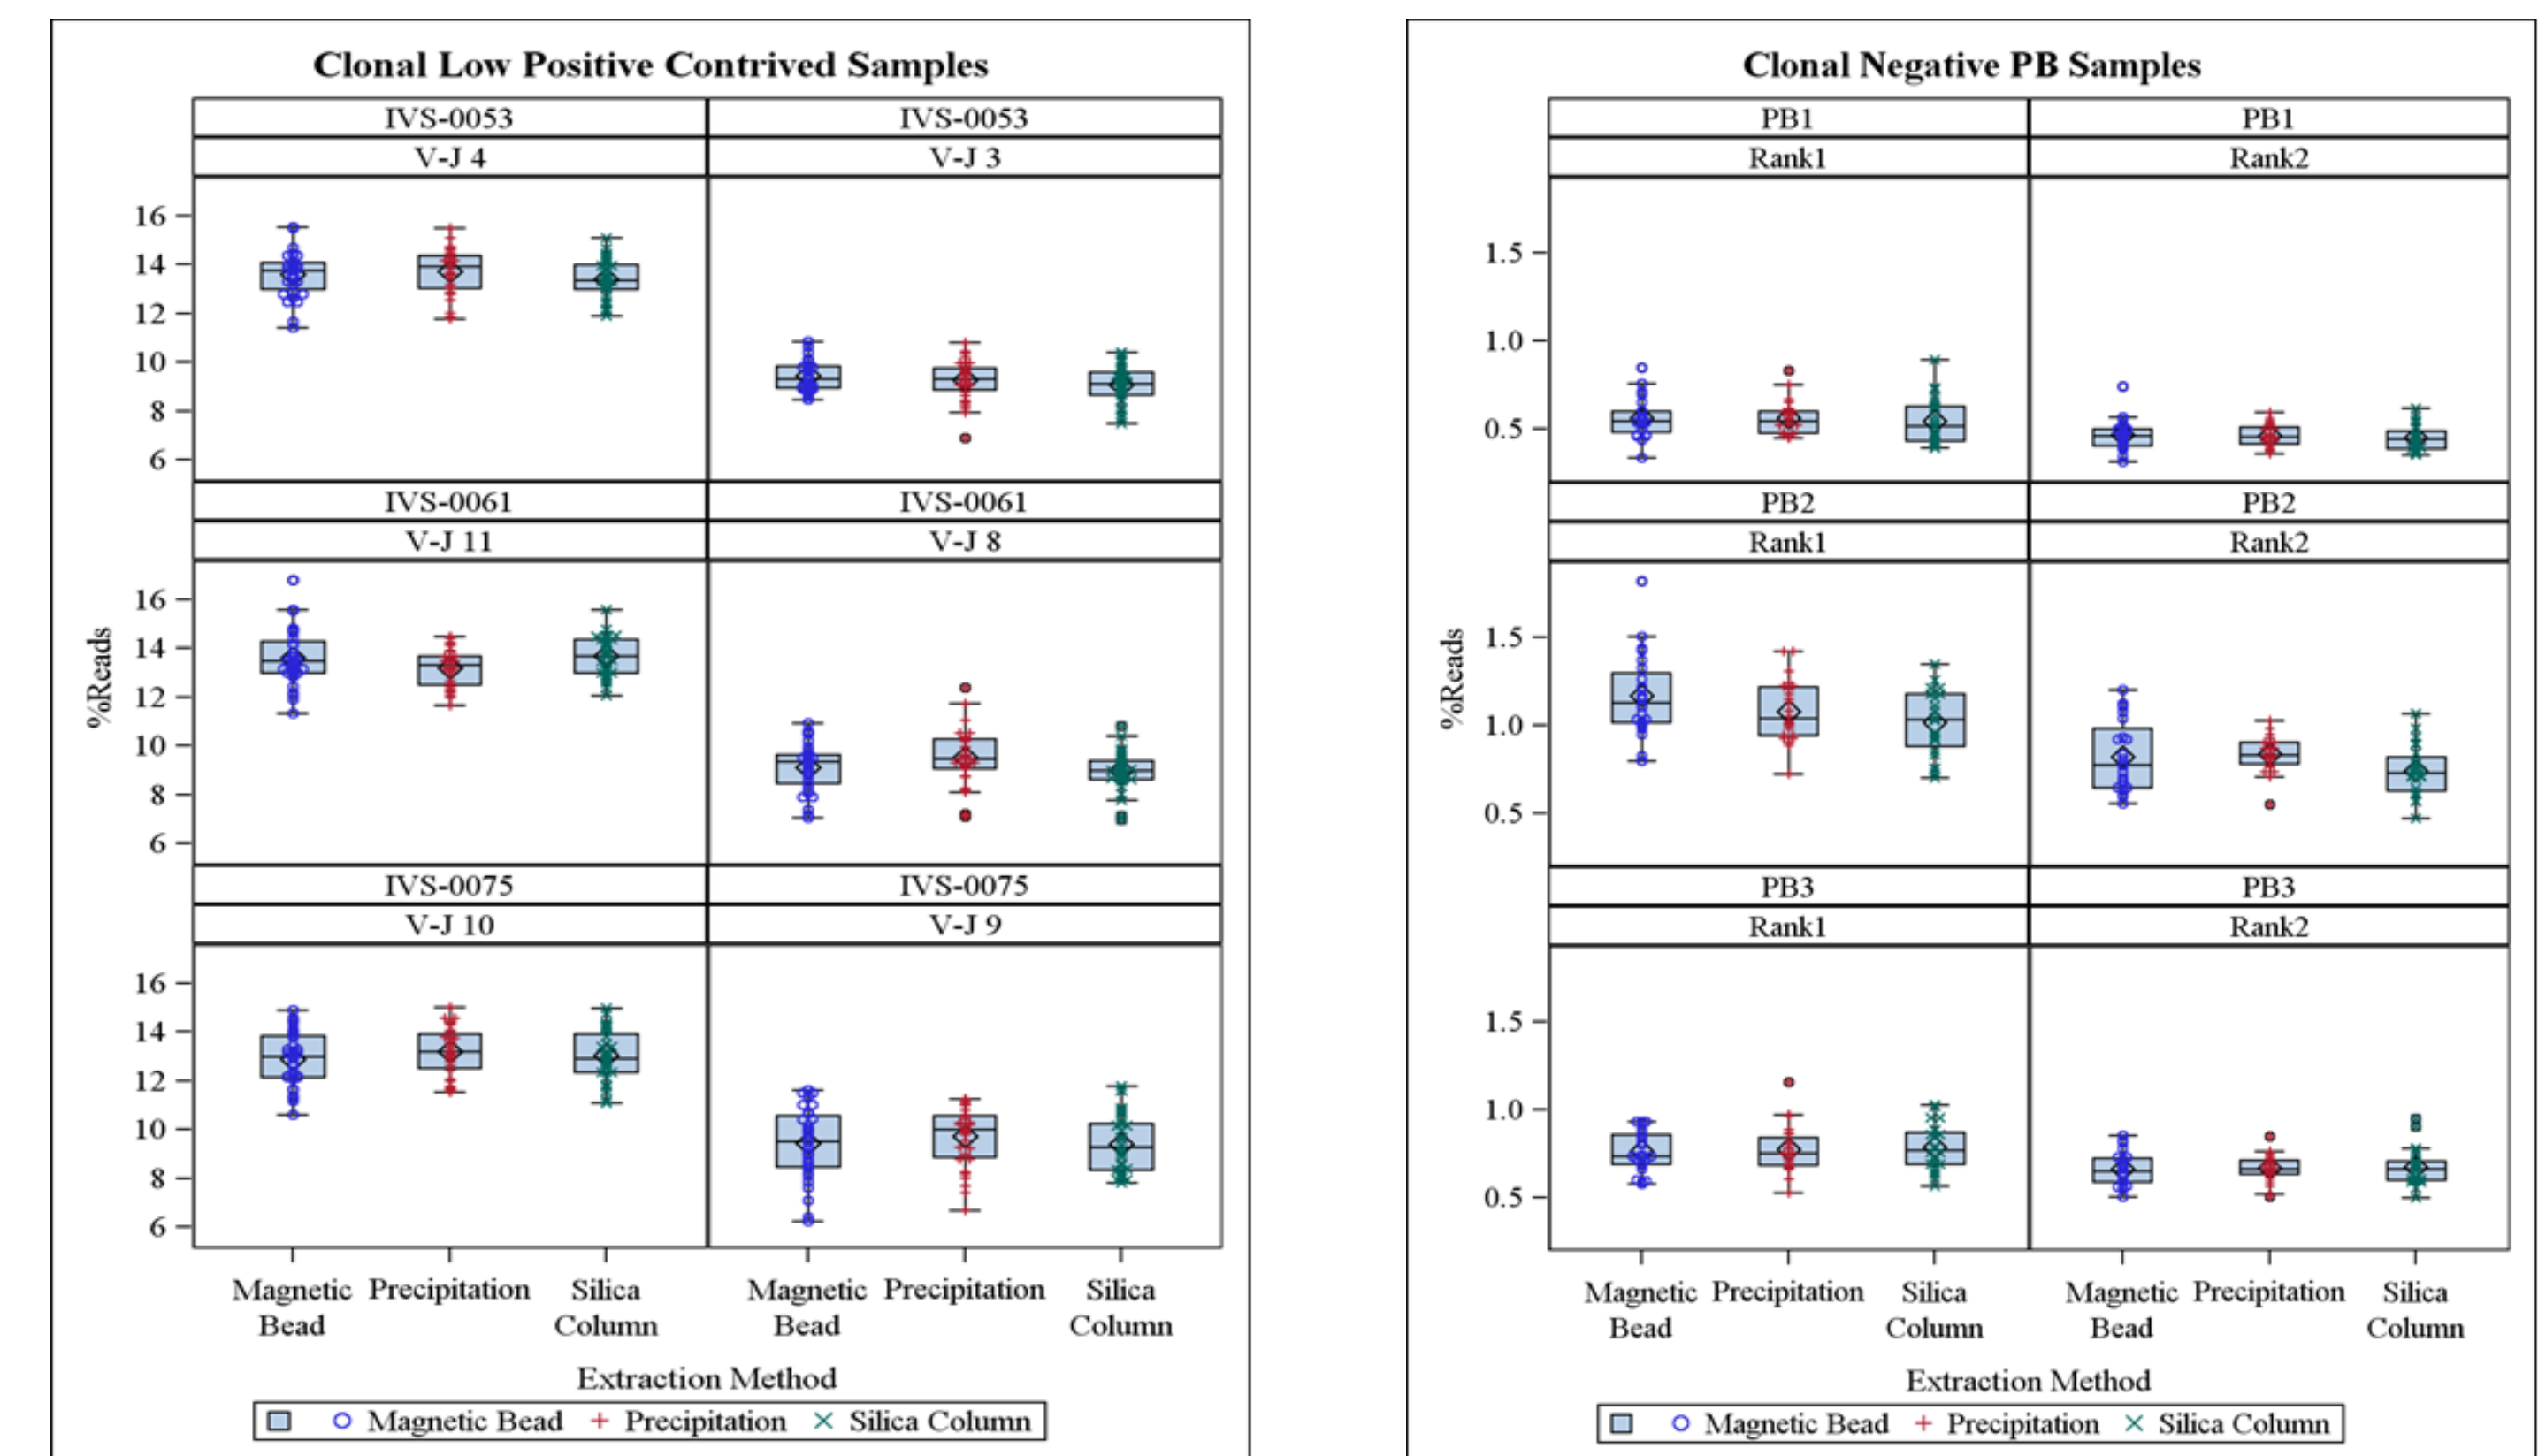 Clonal Low Positive Contrived Samples
IVS-0053 IVS-0053
V-J 4 V-J 3
16
14
12
10
8
6
IVS-0061 IVS-0061
V-J 11 V-J 8
16
14
12
10
8
6
%Reads
IVS-0075 IVS-0075
V-J 10 V-J 9
16
14
12
10
8
6
Magnetic Precipitation Silica Magnetic Precipitation Silica
Bead Column Bead Column
Extraction Method
Magnetic Bead Precipitation Silica Column
Clonal Negative PB Samples
PB1 PB1
Rank1 Rank2
1.5
1.0
0.5
PB2 PB2
Rank1 Rank2
1.5
1.0
0.5
%Reads
PB3 PB3
Rank1 Rank2
1.5
1.0
0.5
Magnetic Precipitation Silica Magnetic Precipitation Silica
Bead Column Bead Column
Extraction Method
Magnetic Bead Precipitation Silica Column